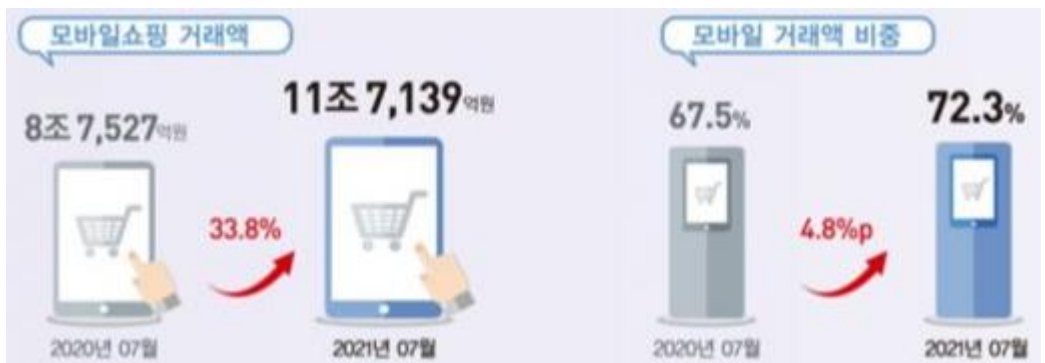 모바일쇼핑 거래액
8조 7,527억원
11조 7,139억원
33.8%
2020년 07월
2021년 07월
모바일 거래액 비중
67.5%
72.3%
4.8%p
2020년 07월
2021년 07월